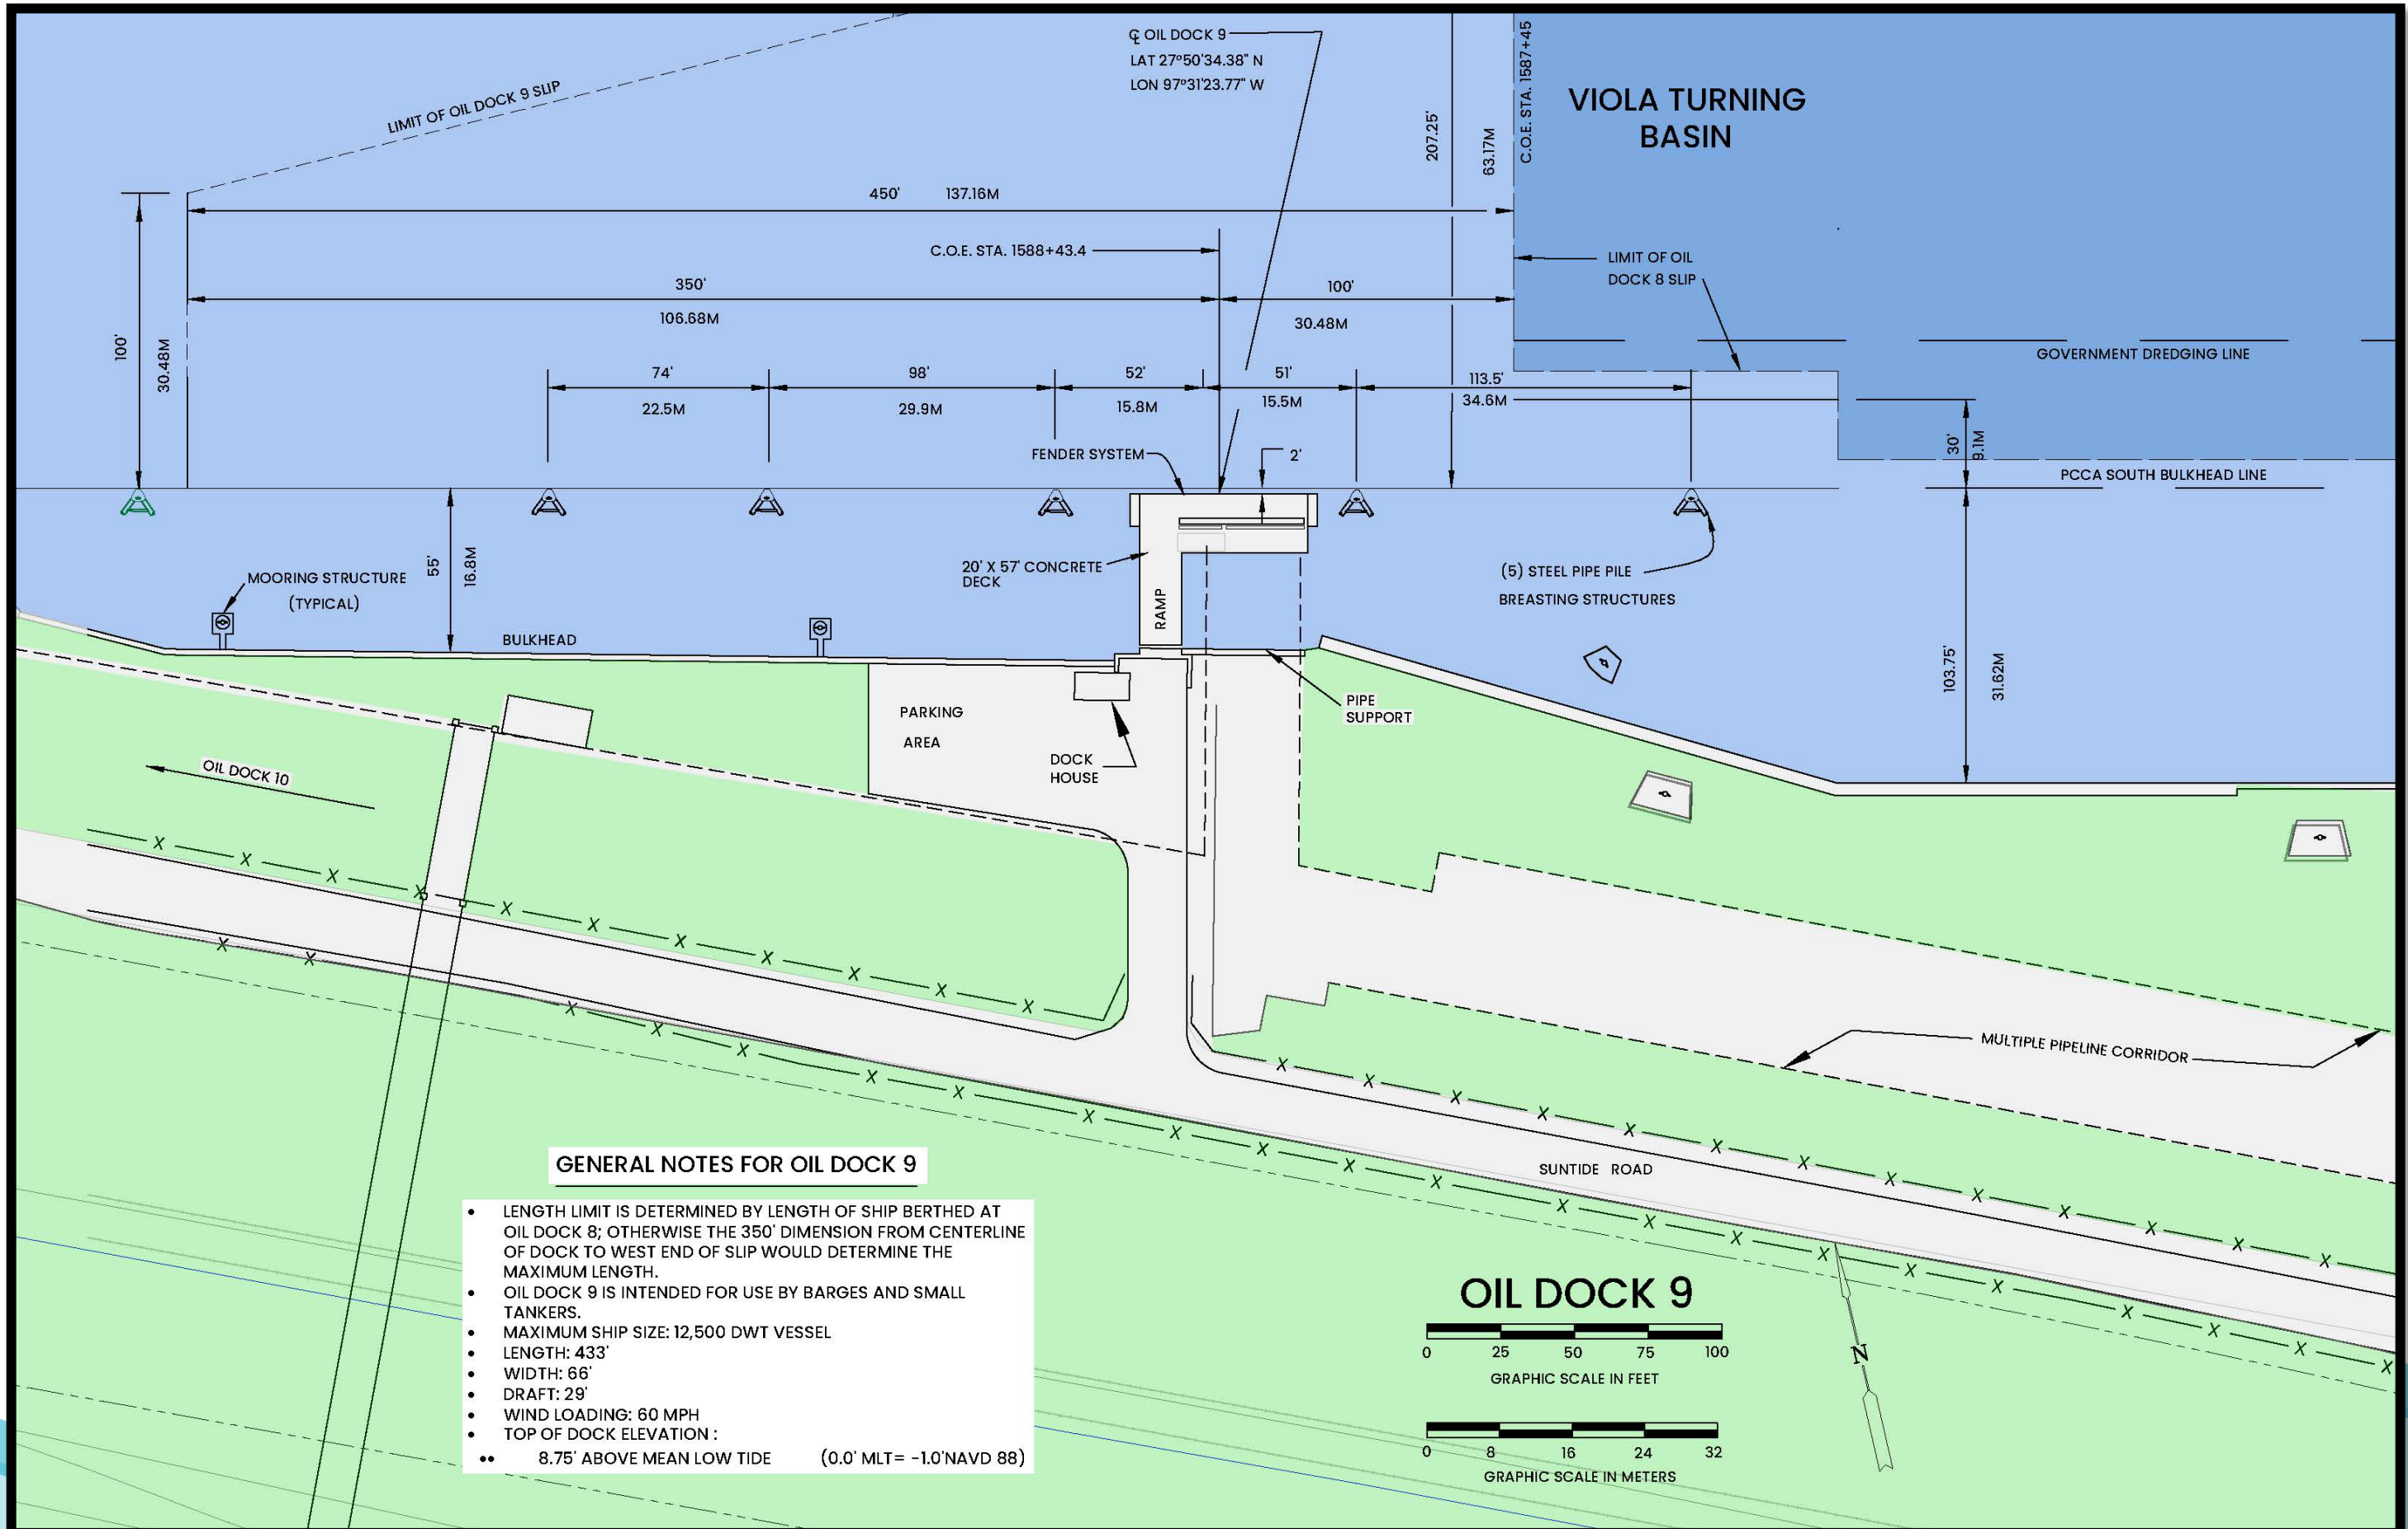 ℄ OIL DOCK 9
LAT 27°50'34.38" N
LON 97°31'23.77" W
LIMIT OF OIL DOCK 9 SLIP
207.25'
63.17M
C.O.E. STA. 1587+45
VIOLA TURNING
BASIN
450' 137.16M
C.O.E. STA. 1588+43.4
LIMIT OF OIL
DOCK 8 SLIP
350'
106.68M
100'
30.48M
100'
30.48M
GOVERNMENT DREDGING LINE
74'
22.5M
98'
29.9M
52'
15.8M
51'
15.5M
113.5'
34.6M
30'
9.1M
FENDER SYSTEM
2'
PCCA SOUTH BULKHEAD LINE
55'
16.8M
MOORING STRUCTURE
(TYPICAL)
20' X 57' CONCRETE
DECK
RAMP
(5) STEEL PIPE PILE
BREASTING STRUCTURES
BULKHEAD
103.75'
31.62M
PARKING
AREA
PIPE
SUPPORT
DOCK
HOUSE
OIL DOCK 10
MULTIPLE PIPELINE CORRIDOR
SUNTIDE ROAD
GENERAL NOTES FOR OIL DOCK 9
• LENGTH LIMIT IS DETERMINED BY LENGTH OF SHIP BERTHED AT
OIL DOCK 8; OTHERWISE THE 350' DIMENSION FROM CENTERLINE
OF DOCK TO WEST END OF SLIP WOULD DETERMINE THE
MAXIMUM LENGTH.
• OIL DOCK 9 IS INTENDED FOR USE BY BARGES AND SMALL
TANKERS.
• MAXIMUM SHIP SIZE: 12,500 DWT VESSEL
• LENGTH: 433'
• WIDTH: 66'
• DRAFT: 29'
• WIND LOADING: 60 MPH
• TOP OF DOCK ELEVATION :
•• 8.75' ABOVE MEAN LOW TIDE (0.0' MLT= -1.0'NAVD 88)
OIL DOCK 9
0 25 50 75 100
GRAPHIC SCALE IN FEET
0 8 16 24 32
GRAPHIC SCALE IN METERS
N